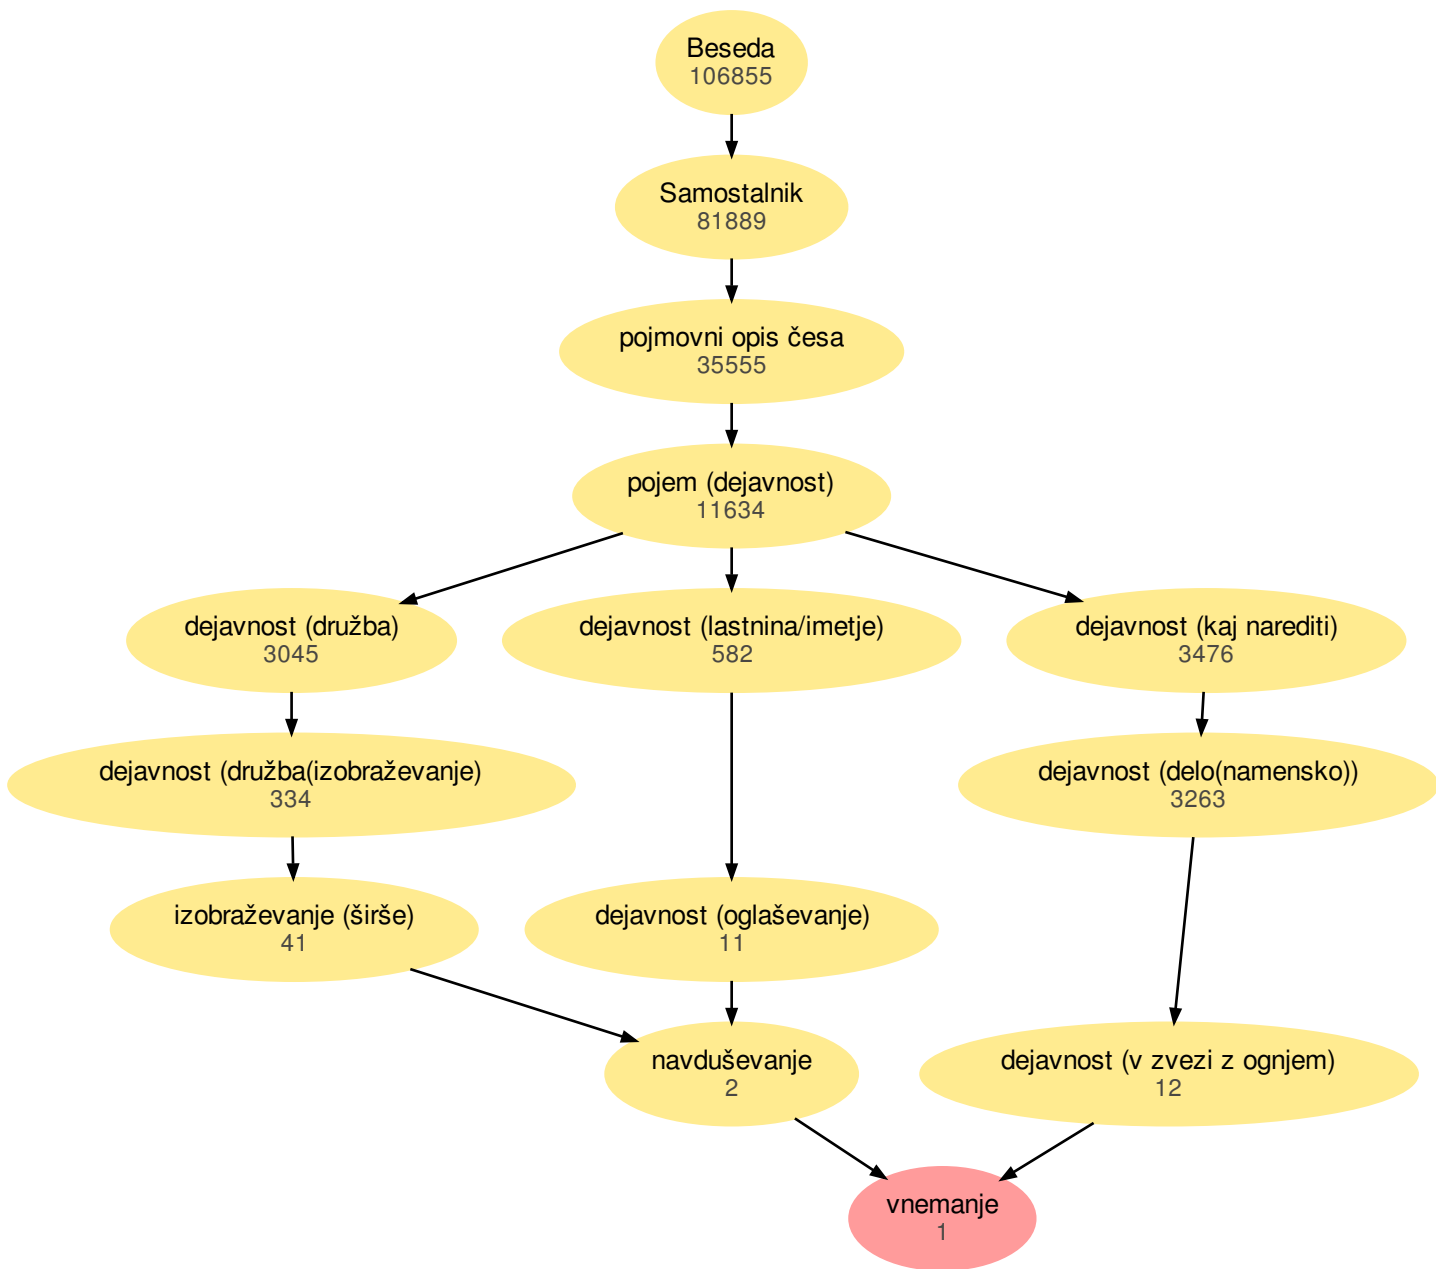 Beseda
106855
Samostalnik
81889
pojmovni opis česa
35555
pojem (dejavnost)
11634
dejavnost (družba)
3045
dejavnost (lastnina/imetje)
582
dejavnost (kaj narediti)
3476
dejavnost (družba(izobraževanje)
334
dejavnost (delo(namensko))
3263
izobraževanje (širše)
41
dejavnost (oglaševanje)
11
navduševanje
2
dejavnost (v zvezi z ognjem)
12
vnemanje
1